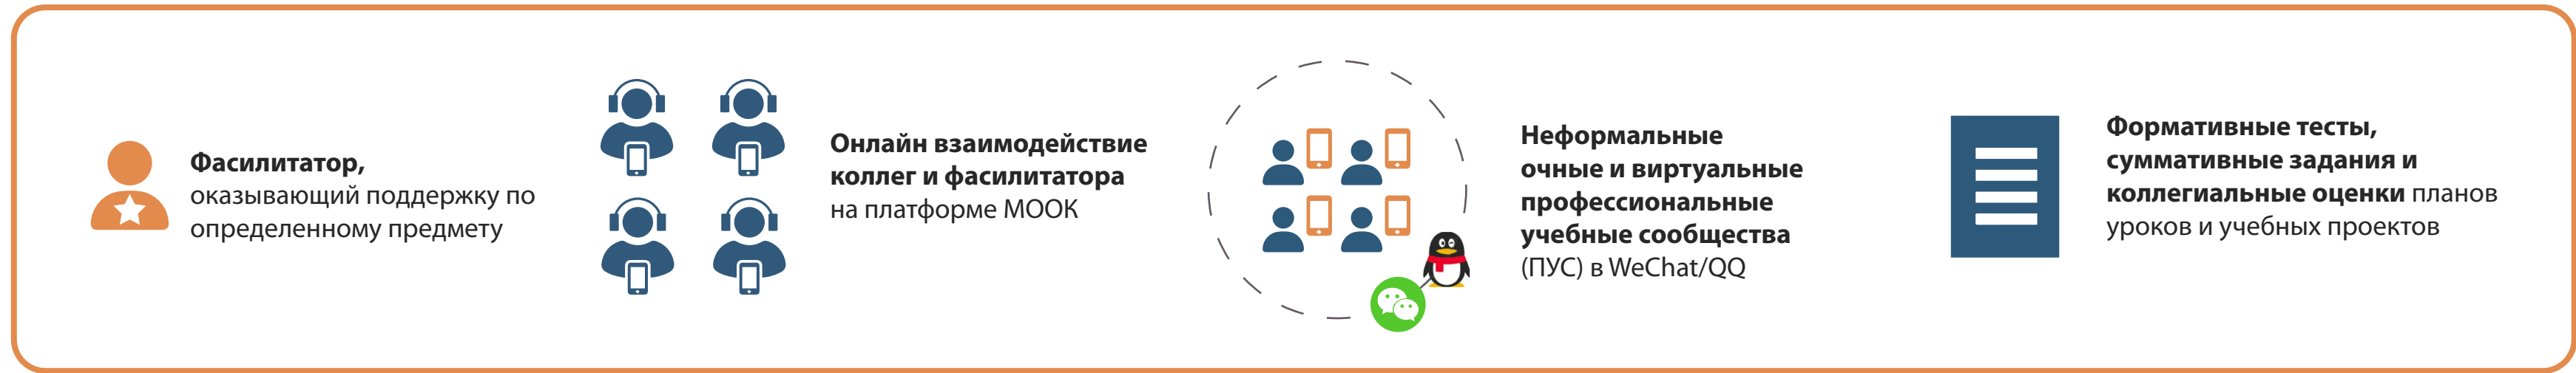 Фасилитатор,
оказывающий поддержку по
определенному предмету
Онлайн взаимодействие
коллег и фасилитатора
на платформе МООК
Неформальные
очные и виртуальные
профессиональные
учебные сообщества
(ПУС) в WeChat/QQ
Формативные тесты,
суммативные задания и
коллегиальные оценки планов
уроков и учебных проектов